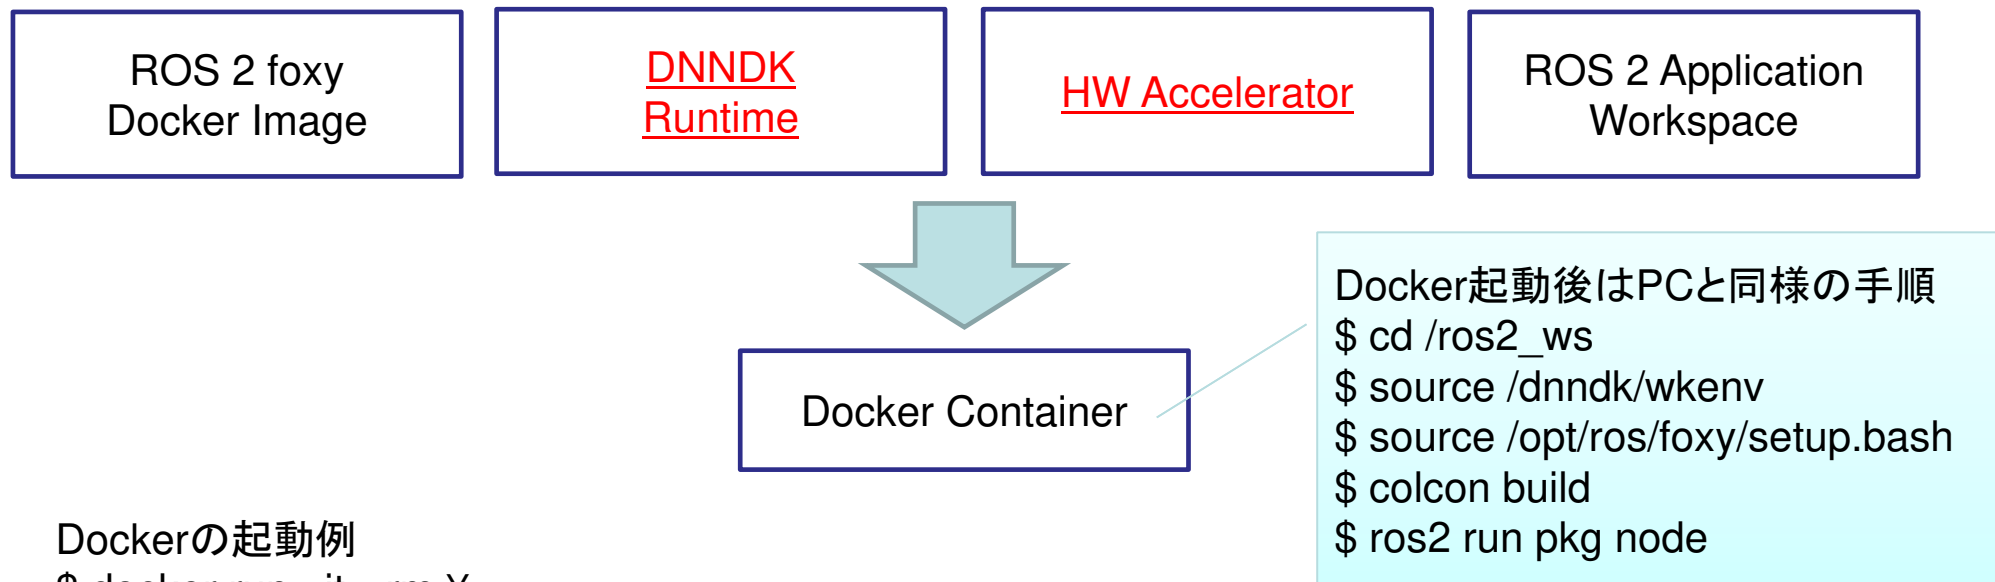 ROS 2 foxy
Docker Image
DNNDK
Runtime
HW Accelerator
ROS 2 Application
Workspace
Docker Container
Docker起動後はPCと同様の手順
$ cd /ros2_ws
$ source /dnndk/wkenv
$ source /opt/ros/foxy/setup.bash
$ colcon build
$ ros2 run pkg node
Dockerの起動例
$ docker run